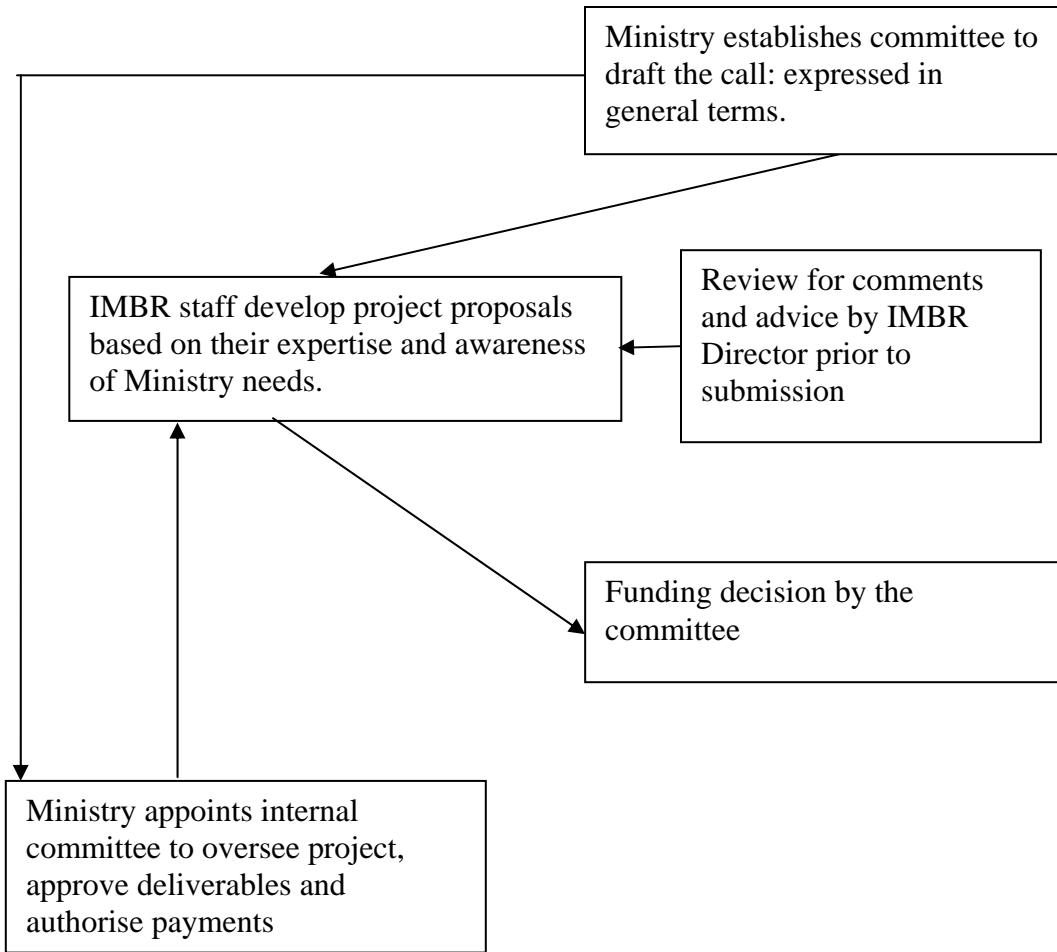 Ministry establishes committee to
draft the call: expressed in
general terms.
IMBR staff develop project proposals
based on their expertise and awareness
of Ministry needs.
Review for comments
and advice by IMBR
Director prior to
submission
Funding decision by the
committee
Ministry appoints internal
committee to oversee project,
approve deliverables and
authorise payments